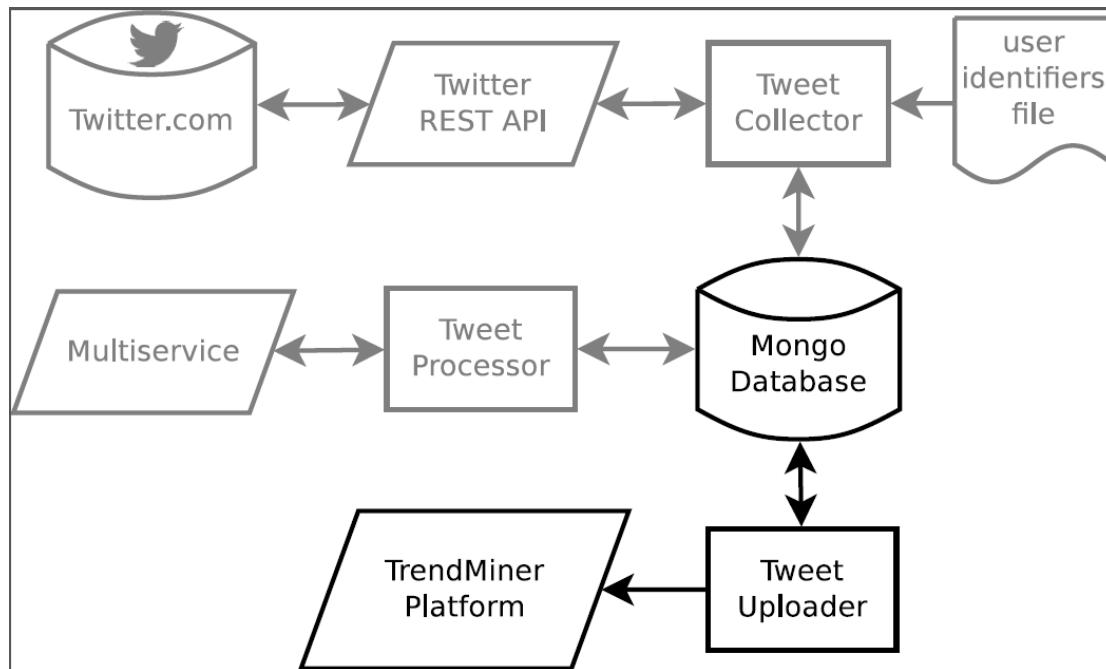 Twitter.com
Twitter
REST API
Tweet
Collector
user
identifiers
file
Multiservice
Tweet
Processor
Mongo
Database
TrendMiner
Platform
Tweet
Uploader